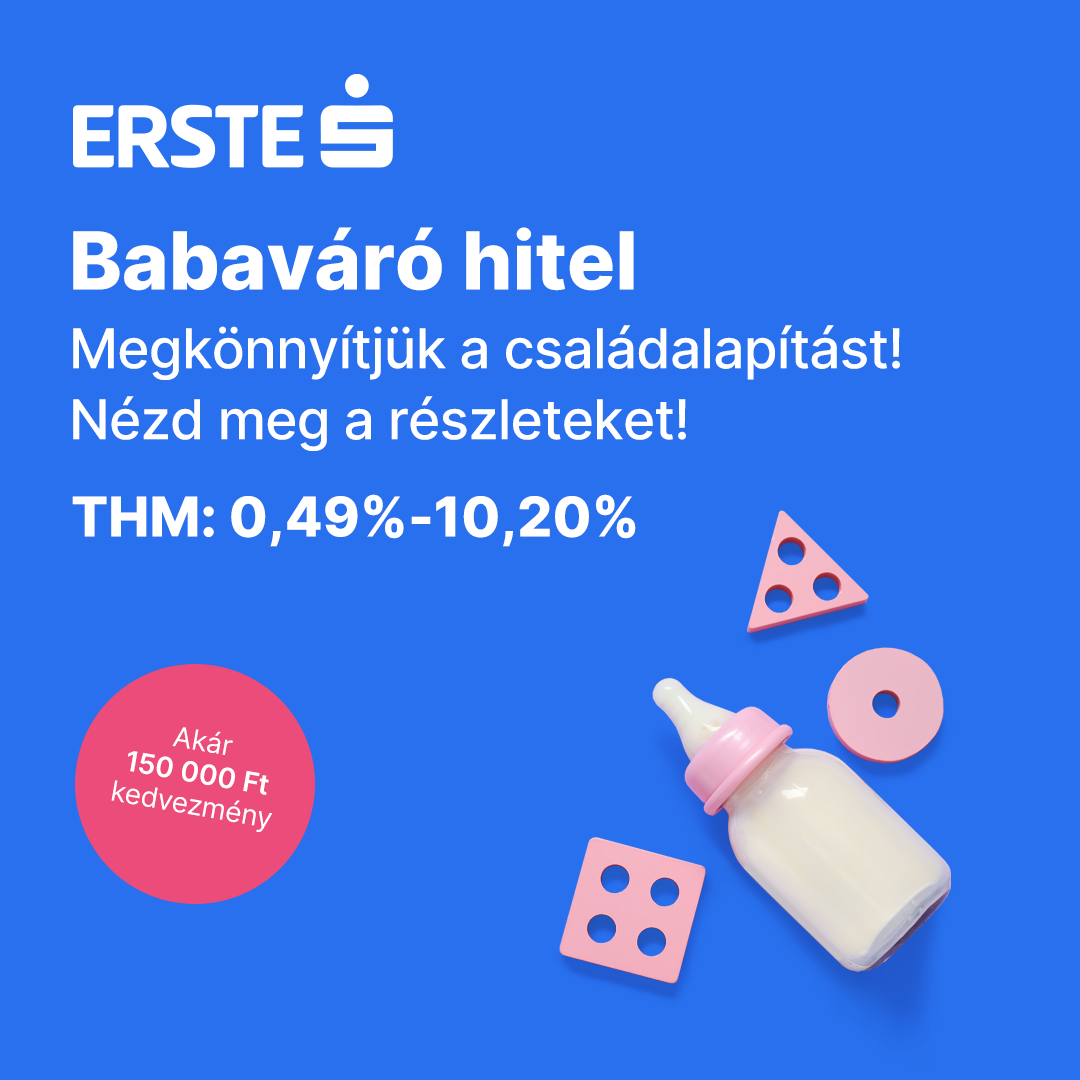 ERSTE
Babaváró hitel
Megkönnyítjük a családalapítást!
Nézd meg a részleteket!
THM: 0,49%-10,20%
Akár
150 000 Ft
kedvezmény